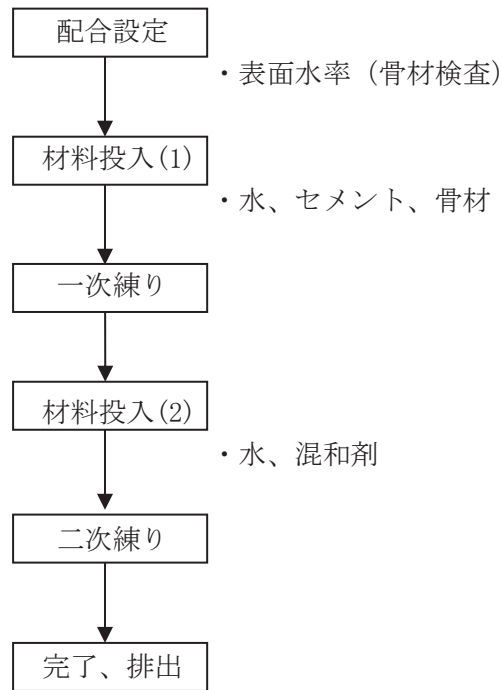 配合設定
・表面水率（骨材検査）
材料投入(1)
・水、セメント、骨材
一次練り
材料投入(2)
・水、混和剤
二次練り
完了、排出